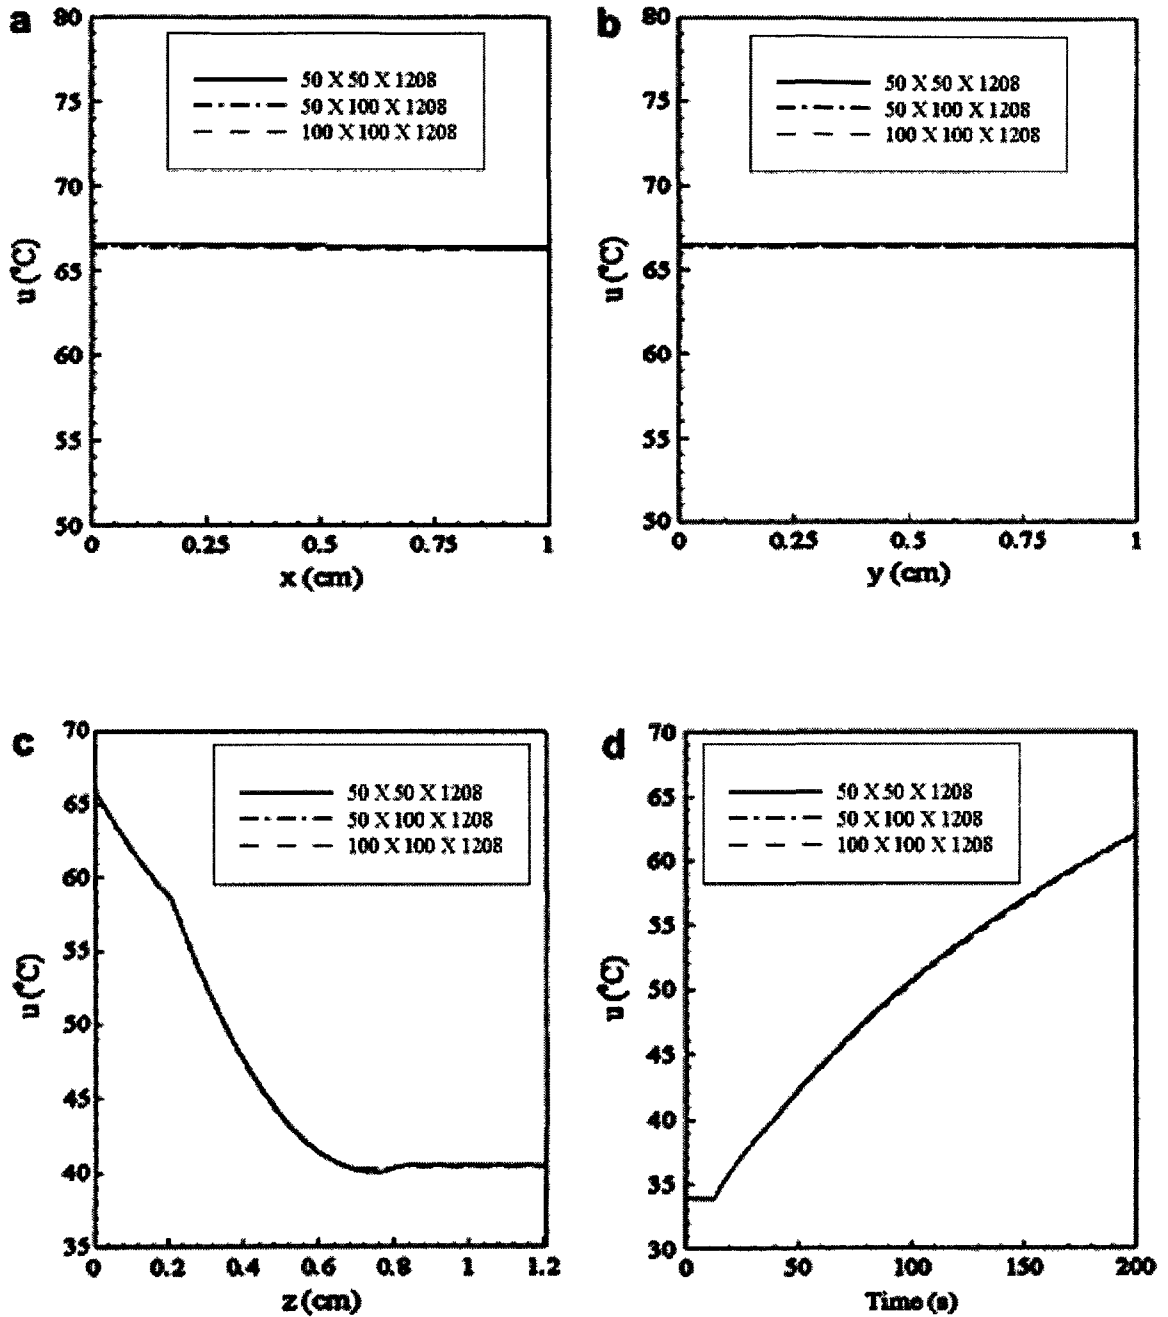 a
80
75
70
65
60
55
50
u (°C)
50 X 50 X 1208
50 X 100 X 1208
100 X 100 X 1208
0 0.25 0.5 0.75 1
x (cm)
b
80
75
70
65
60
55
50
u (°C)
50 X 50 X 1208
50 X 100 X 1208
100 X 100 X 1208
0 0.25 0.5 0.75 1
y (cm)
c
70
65
60
55
50
45
40
35
u (°C)
50 X 50 X 1208
50 X 100 X 1208
100 X 100 X 1208
0 0.2 0.4 0.6 0.8 1 1.2
z (cm)
d
70
65
60
55
50
45
40
35
30
u (°C)
50 X 50 X 1208
50 X 100 X 1208
100 X 100 X 1208
0 50 100 150 200
Time (s)